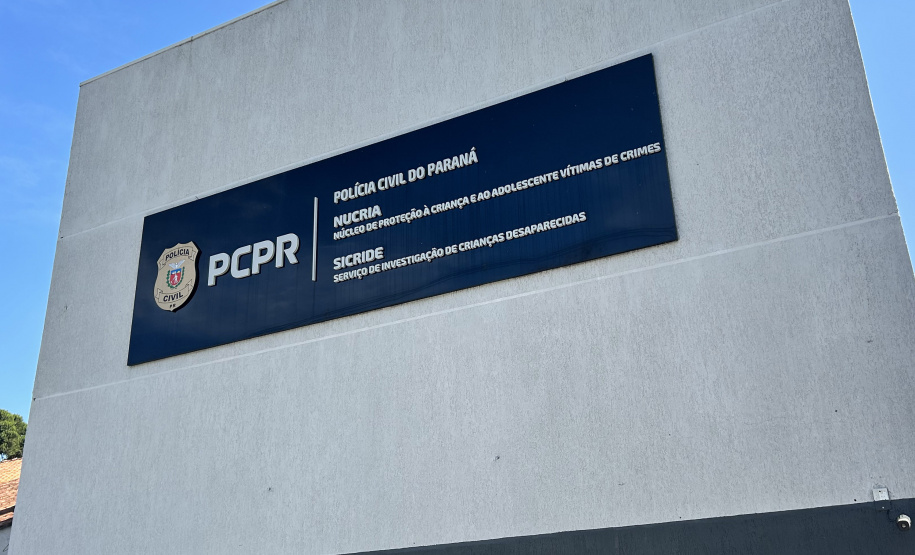 POLÍCIA
CIVIL
PR
PCPR
POLÍCIA CIVIL DO PARANÁ
NUCRIA
NÚCLEO DE PROTEÇÃO À CRIANÇA E AO ADOLESCENTE VÍTIMAS DE CRIMES
SICRIDE
SERVIÇO DE INVESTIGAÇÃO DE CRIANÇAS DESAPARECIDAS